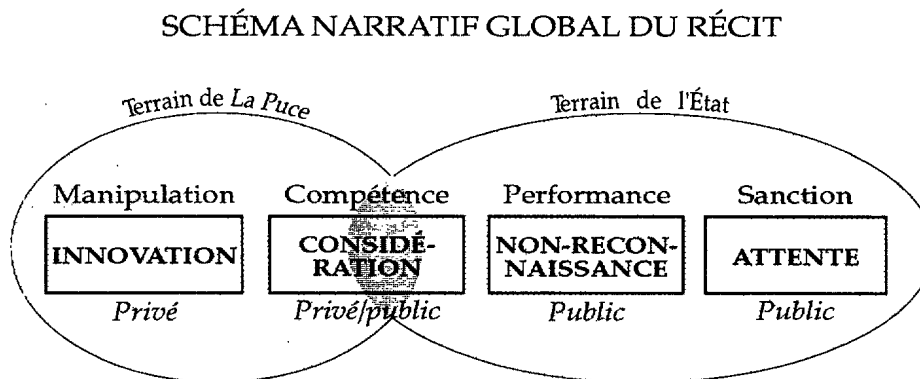 SCHÉMA NARRATIF GLOBAL DU RÉCIT
Terrain de La Puce
Terrain de l'État
Manipulation
INNOVATION
Privé
Compétence
CONSIDÉ-
RATION
Privé/public
Performance
NON-RECON-
NAISSANCE
Public
Sanction
ATTENTE
Public